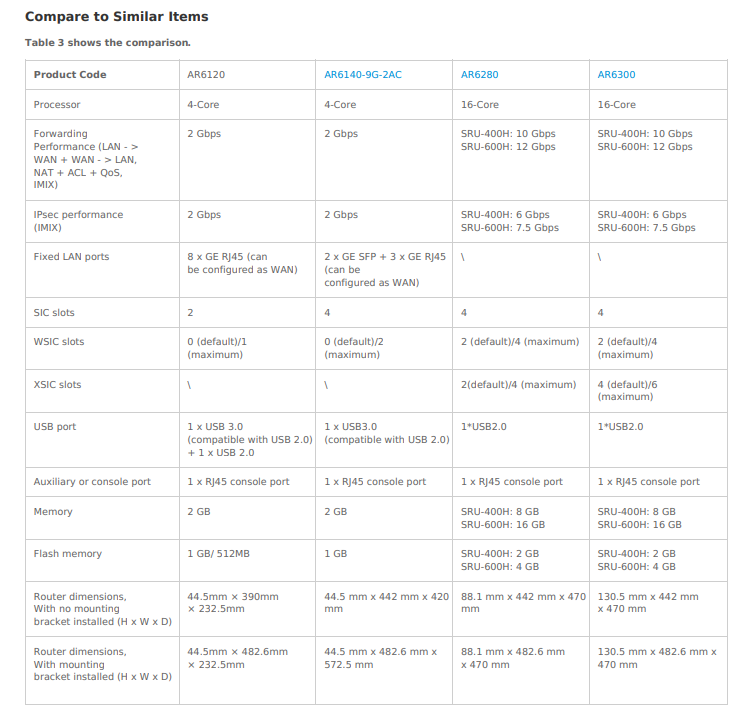 Compare to Similar Items
Table 3 shows the comparison.
Product Code
AR6120
AR6140-9G-2AC
AR6280
AR6300
Processor
4-Core
4-Core
16-Core
16-Core
Forwarding
Performance (LAN - >
WAN + WAN - > LAN,
NAT + ACL + QoS,
IMIX)
2 Gbps
2 Gbps
SRU-400H: 10 Gbps
SRU-600H: 12 Gbps
SRU-400H: 10 Gbps
SRU-600H: 12 Gbps
IPsec performance
(IMIX)
2 Gbps
2 Gbps
SRU-400H: 6 Gbps
SRU-600H: 7.5 Gbps
SRU-400H: 6 Gbps
SRU-600H: 7.5 Gbps
Fixed LAN ports
8 x GE RJ45 (can
be configured as WAN)
2 x GE SFP + 3 x GE RJ45
(can be
configured as WAN)
\
\
SIC slots
2
4
4
4
WSIC slots
0 (default)/1
(maximum)
0 (default)/2
(maximum)
2 (default)/4 (maximum)
2 (default)/4
(maximum)
XSIC slots
\
\
2(default)/4 (maximum)
4 (default)/6
(maximum)
USB port
1 x USB 3.0
(compatible with USB 2.0)
+ 1 x USB 2.0
1 x USB3.0
(compatible with USB 2.0)
1*USB2.0
1*USB2.0
Auxiliary or console port
1 x RJ45 console port
1 x RJ45 console port
1 x RJ45 console port
1 x RJ45 console port
Memory
2 GB
2 GB
SRU-400H: 8 GB
SRU-600H: 16 GB
SRU-400H: 8 GB
SRU-600H: 16 GB
Flash memory
1 GB/ 512MB
1 GB
SRU-400H: 2 GB
SRU-600H: 4 GB
SRU-400H: 2 GB
SRU-600H: 4 GB
Router dimensions,
With no mounting
bracket installed (H x W x D)
44.5mm × 390mm
× 232.5mm
44.5 mm x 442 mm x 420
mm
88.1 mm x 442 mm x 470
mm
130.5 mm x 442 mm
x 470 mm
Router dimensions,
With mounting
bracket installed (H x W x D)
44.5mm × 482.6mm
× 232.5mm
44.5 mm x 482.6 mm x
572.5 mm
88.1 mm x 482.6 mm
x 470 mm
130.5 mm x 482.6 mm x
470 mm